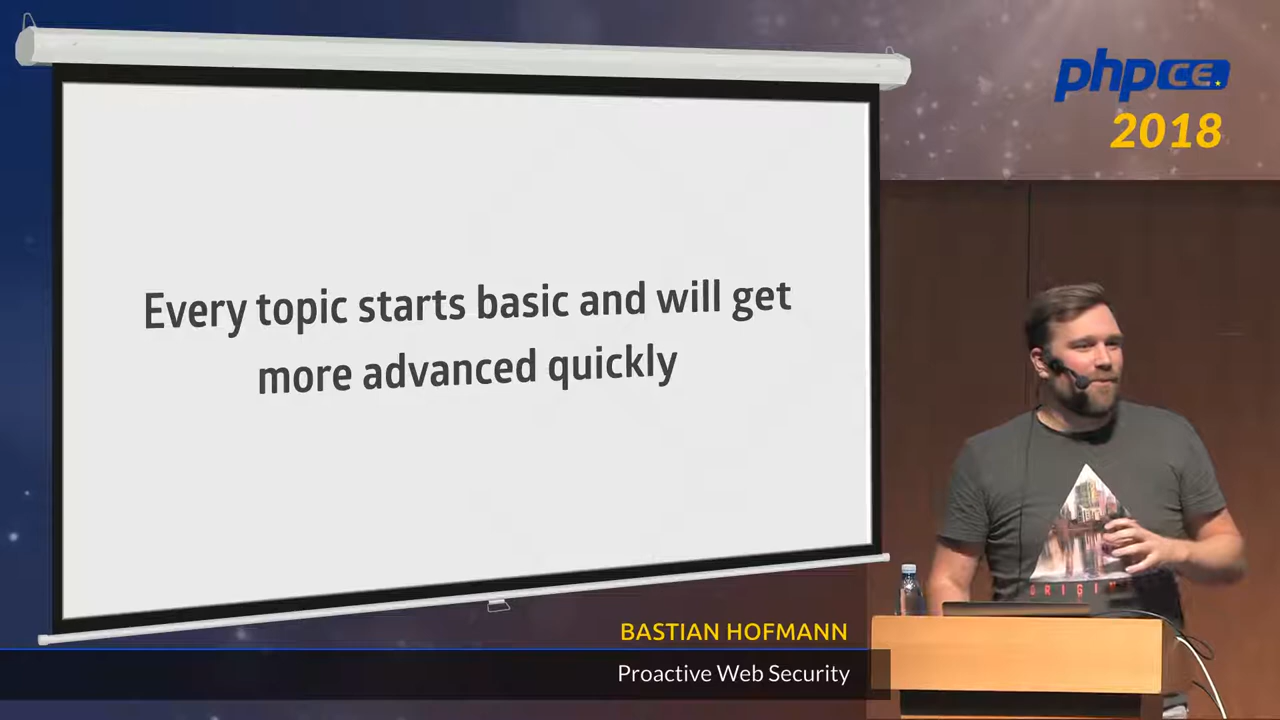 phpCE
2018
Every topic starts basic and will get
more advanced quickly
BASTIAN HOFMANN
Proactive Web Security